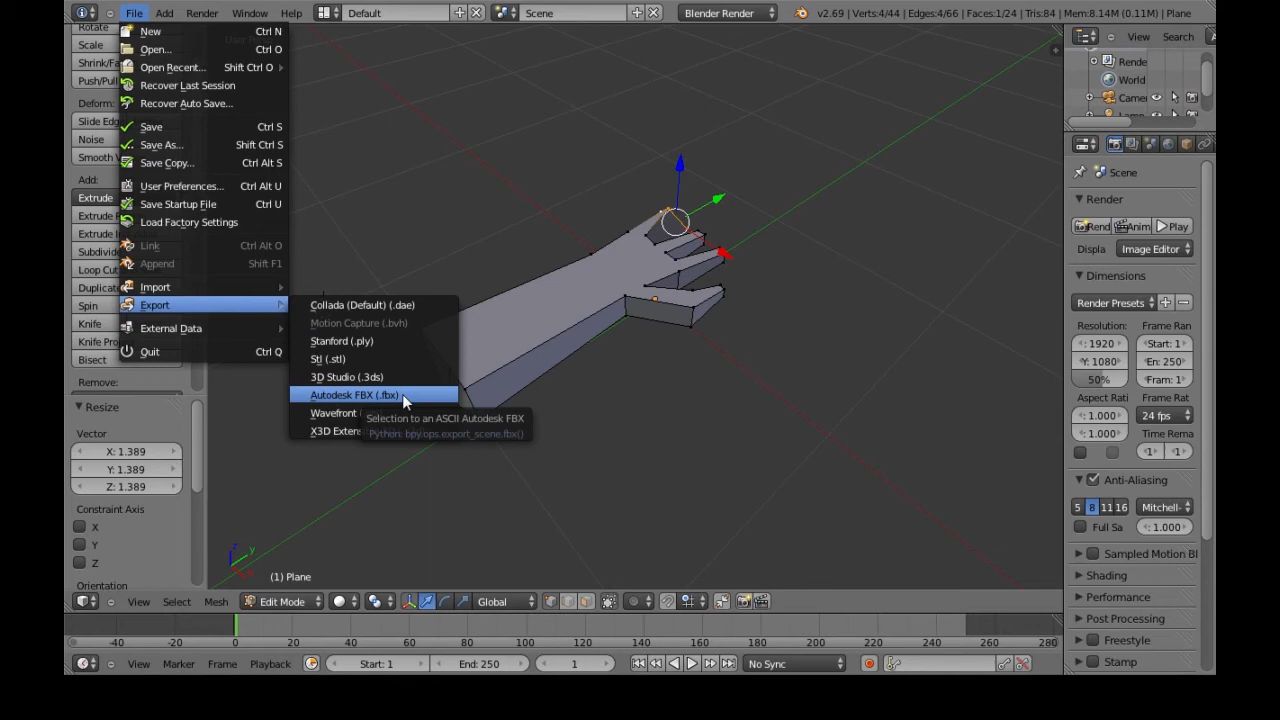 File Add Render Window Help Default Scene Blender Render v2.69 | Verts:4/44 | Edges:4/66 | Faces:1/24 | Tris:84 | Mem:8.14M (0.11M) | Plane
Rotate
Scale
Shrink/Fa
Push/Pull
Deform:
Slide Edg
Noise
Smooth V
Add:
Extrude
Extrude F
Extrude In
Subdivide
Loop Cut
Duplicate
Spin
Knife
Knife Proj
Bisect
Remove:
New Ctrl N
Open... Ctrl O
Open Recent... Shift Ctrl O
Recover Last Session
Recover Auto Save...
Save Ctrl S
Save As... Shift Ctrl S
Save Copy... Ctrl Alt S
User Preferences... Ctrl Alt U
Save Startup File Ctrl U
Load Factory Settings
Link Ctrl Alt O
Append Shift F1
Import
Export
External Data
Quit Ctrl Q
Collada (Default) (.dae)
Motion Capture (.bvh)
Stanford (.ply)
Stl (.stl)
3D Studio (.3ds)
Autodesk FBX (.fbx)
Wavefront
X3D Exten
Selection to an ASCII Autodesk FBX
Python: bpy.ops.export_scene.fbx()
Resize
Vector
X: 1.389
Y: 1.389
Z: 1.389
Constraint Axis
X
Y
Z
Orientation
z
y
(1) Plane
View Select Mesh Edit Mode Global
-40 -20 0 20 40 60 80 100 120 140 160 180 200 220 240 260 280
View Marker Frame Playback Start: 1 End: 250 1 No Sync
View Search
Rende
World
Came
Scene
Render
Rend Anim Play
Displa Image Editor
Dimensions
Render Presets
Resolution: Frame Ran
: 1920 Start: 1
Y: 1080 En: 250
50% Fram: 1
Aspect Rati Frame Rat
: 1.000 24 fps
: 1.000 Time Rema
1 1
Anti-Aliasing
5 8 11 16 Mitchell-
Full Sa : 1.000
Sampled Motion Bl
Shading
Performance
Post Processing
Freestyle
Stamp